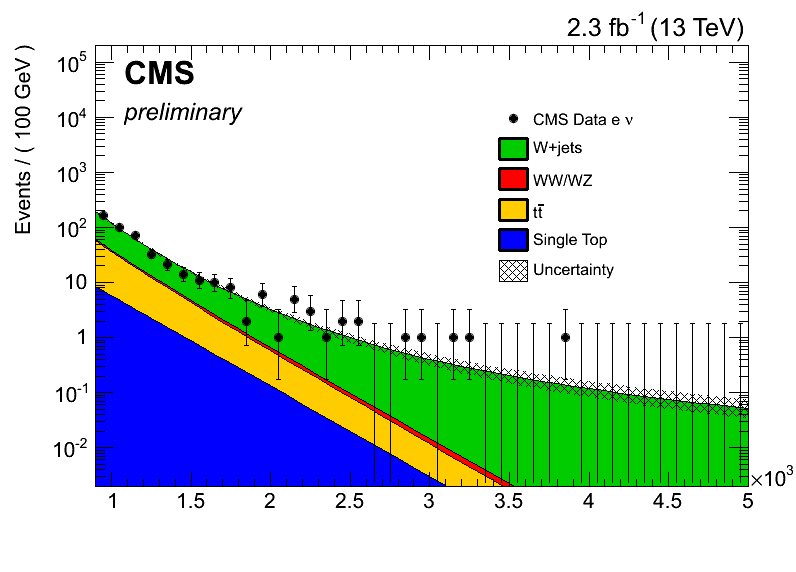 2.3 fb⁻¹ (13 TeV)
CMS
preliminary
Events / ( 100 GeV )
10⁵
10⁴
10³
10²
10
1
10⁻¹
10⁻²
CMS Data e ν
W+jets
WW/WZ
tt̅
Single Top
Uncertainty
1 1.5 2 2.5 3 3.5 4 4.5 5
×10³